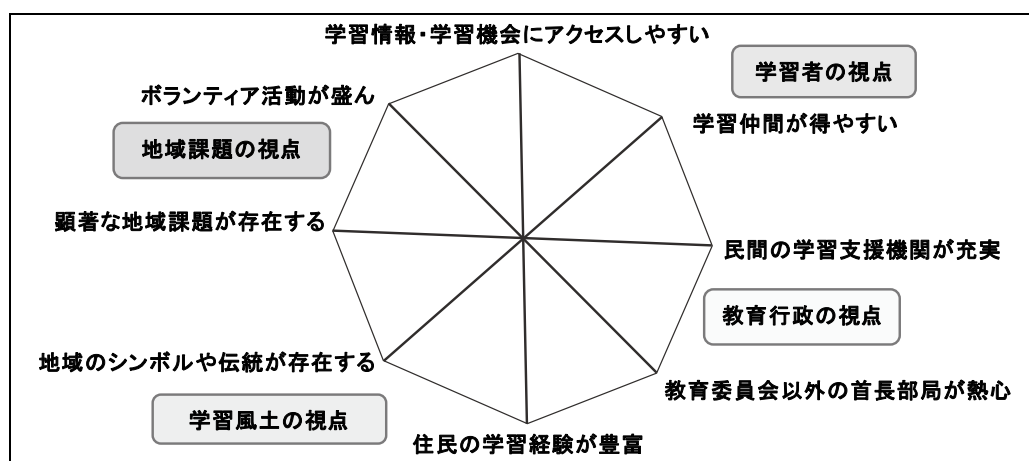 学習情報・学習機会にアクセスしやすい
学習者の視点
ボランティア活動が盛ん
学習仲間が得やすい
地域課題の視点
顕著な地域課題が存在する
民間の学習支援機関が充実
教育行政の視点
地域のシンボルや伝統が存在する
教育委員会以外の首長部局が熱心
学習風土の視点
住民の学習経験が豊富